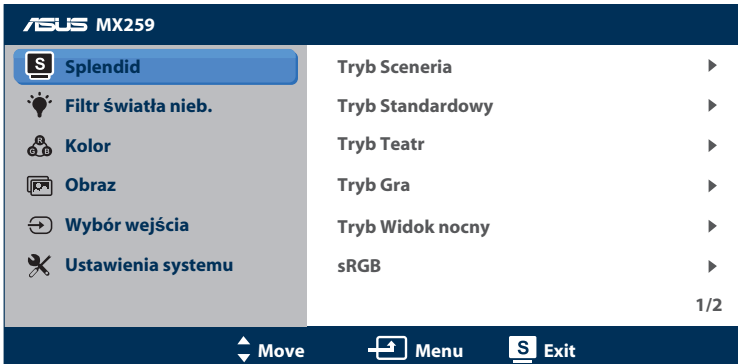 ASUS MX259
S Splendid
Filtr światła nieb.
R G B Kolor
Obraz
Wybór wejścia
Ustawienia systemu
Tryb Sceneria
Tryb Standardowy
Tryb Teatr
Tryb Gra
Tryb Widok nocny
sRGB
1/2
Move Menu S Exit